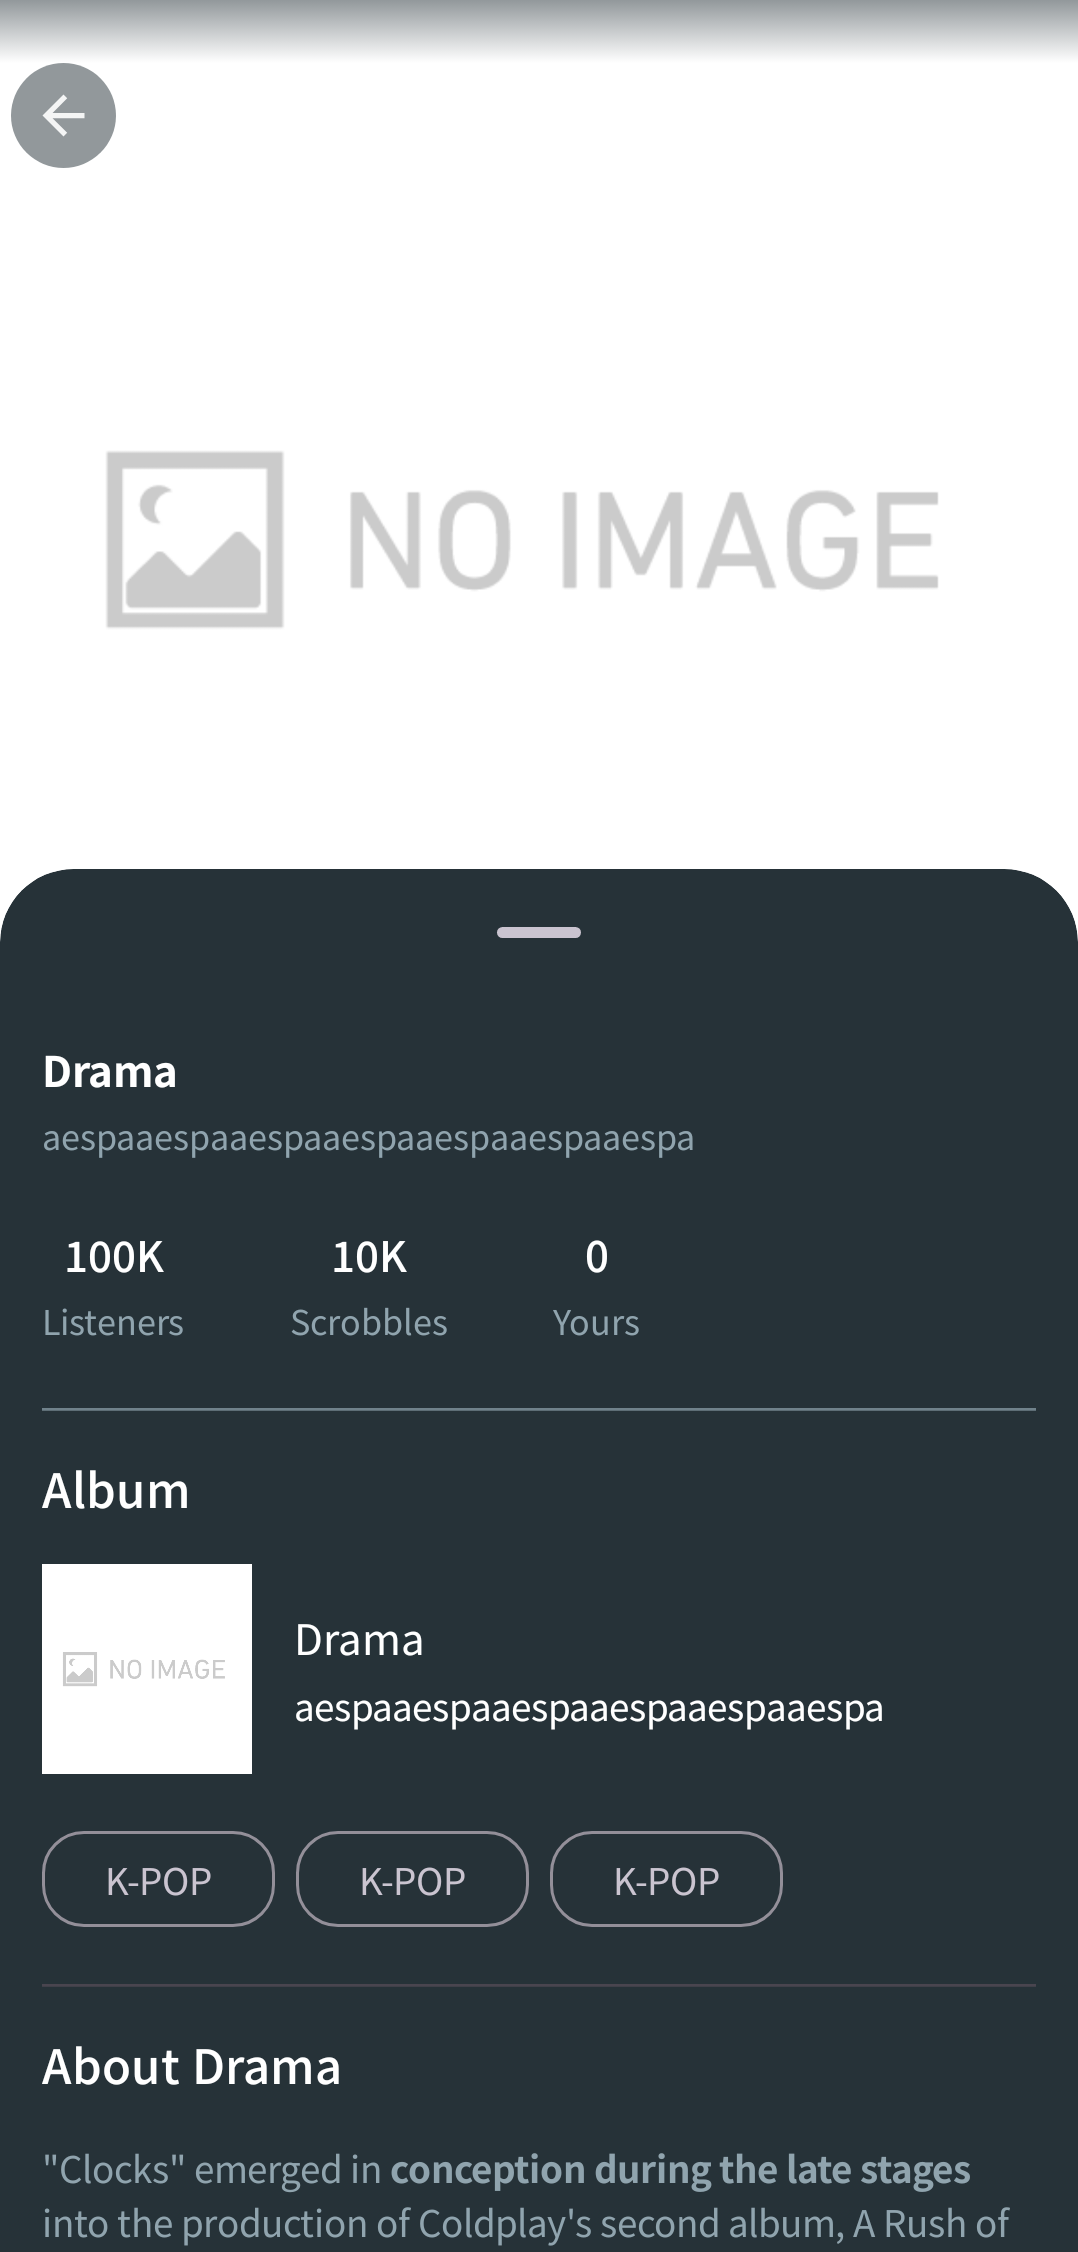 NO IMAGE
Drama
aespaaespaaespaaespaaespaaespaaespa
100K 10K 0
Listeners Scrobbles Yours
Album
NO IMAGE
Drama
aespaaespaaespaaespaaespaaespa
K-POP K-POP K-POP
About Drama
"Clocks" emerged in conception during the late stages
into the production of Coldplay's second album, A Rush of